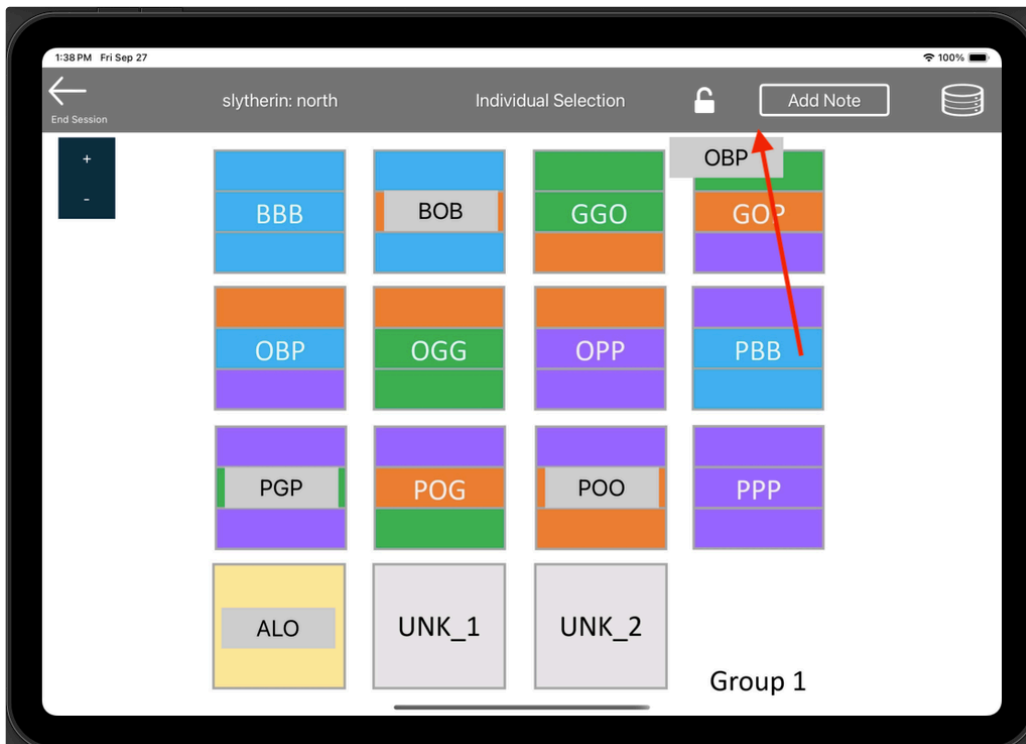 1:38 PM Fri Sep 27
100%
End Session
slytherin: north
Individual Selection
Add Note
+
-
OBP
BBB
BOB
GGO
GOP
OBP
OGG
OPP
PBB
PGP
POG
POO
PPP
ALO
UNK_1
UNK_2
Group 1